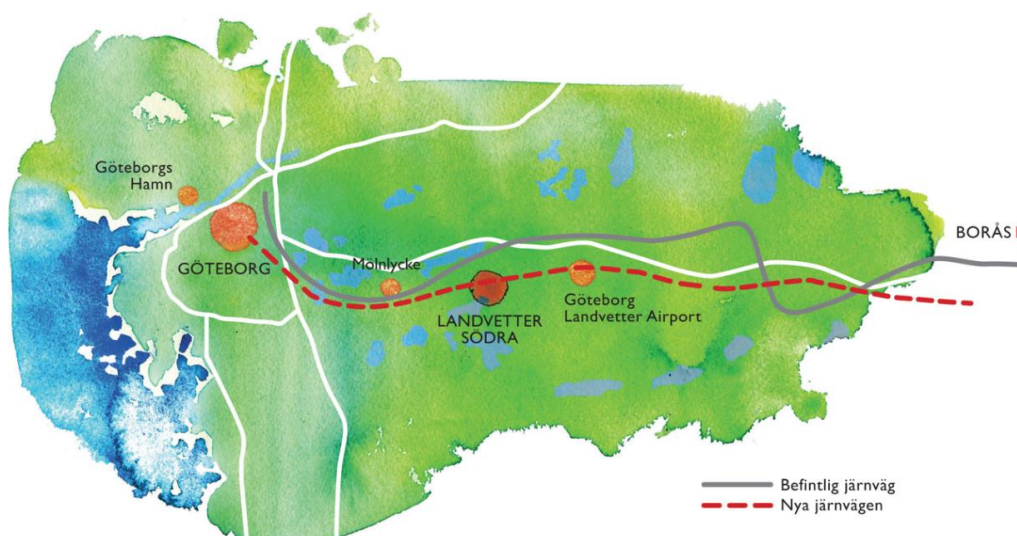 Göteborgs
Hamn
GÖTEBORG
Mölnlycke
LANDVETTER
SÖDRA
Göteborg
Landvetter Airport
BORÅS
Befintlig järnväg
Nya järnvägen